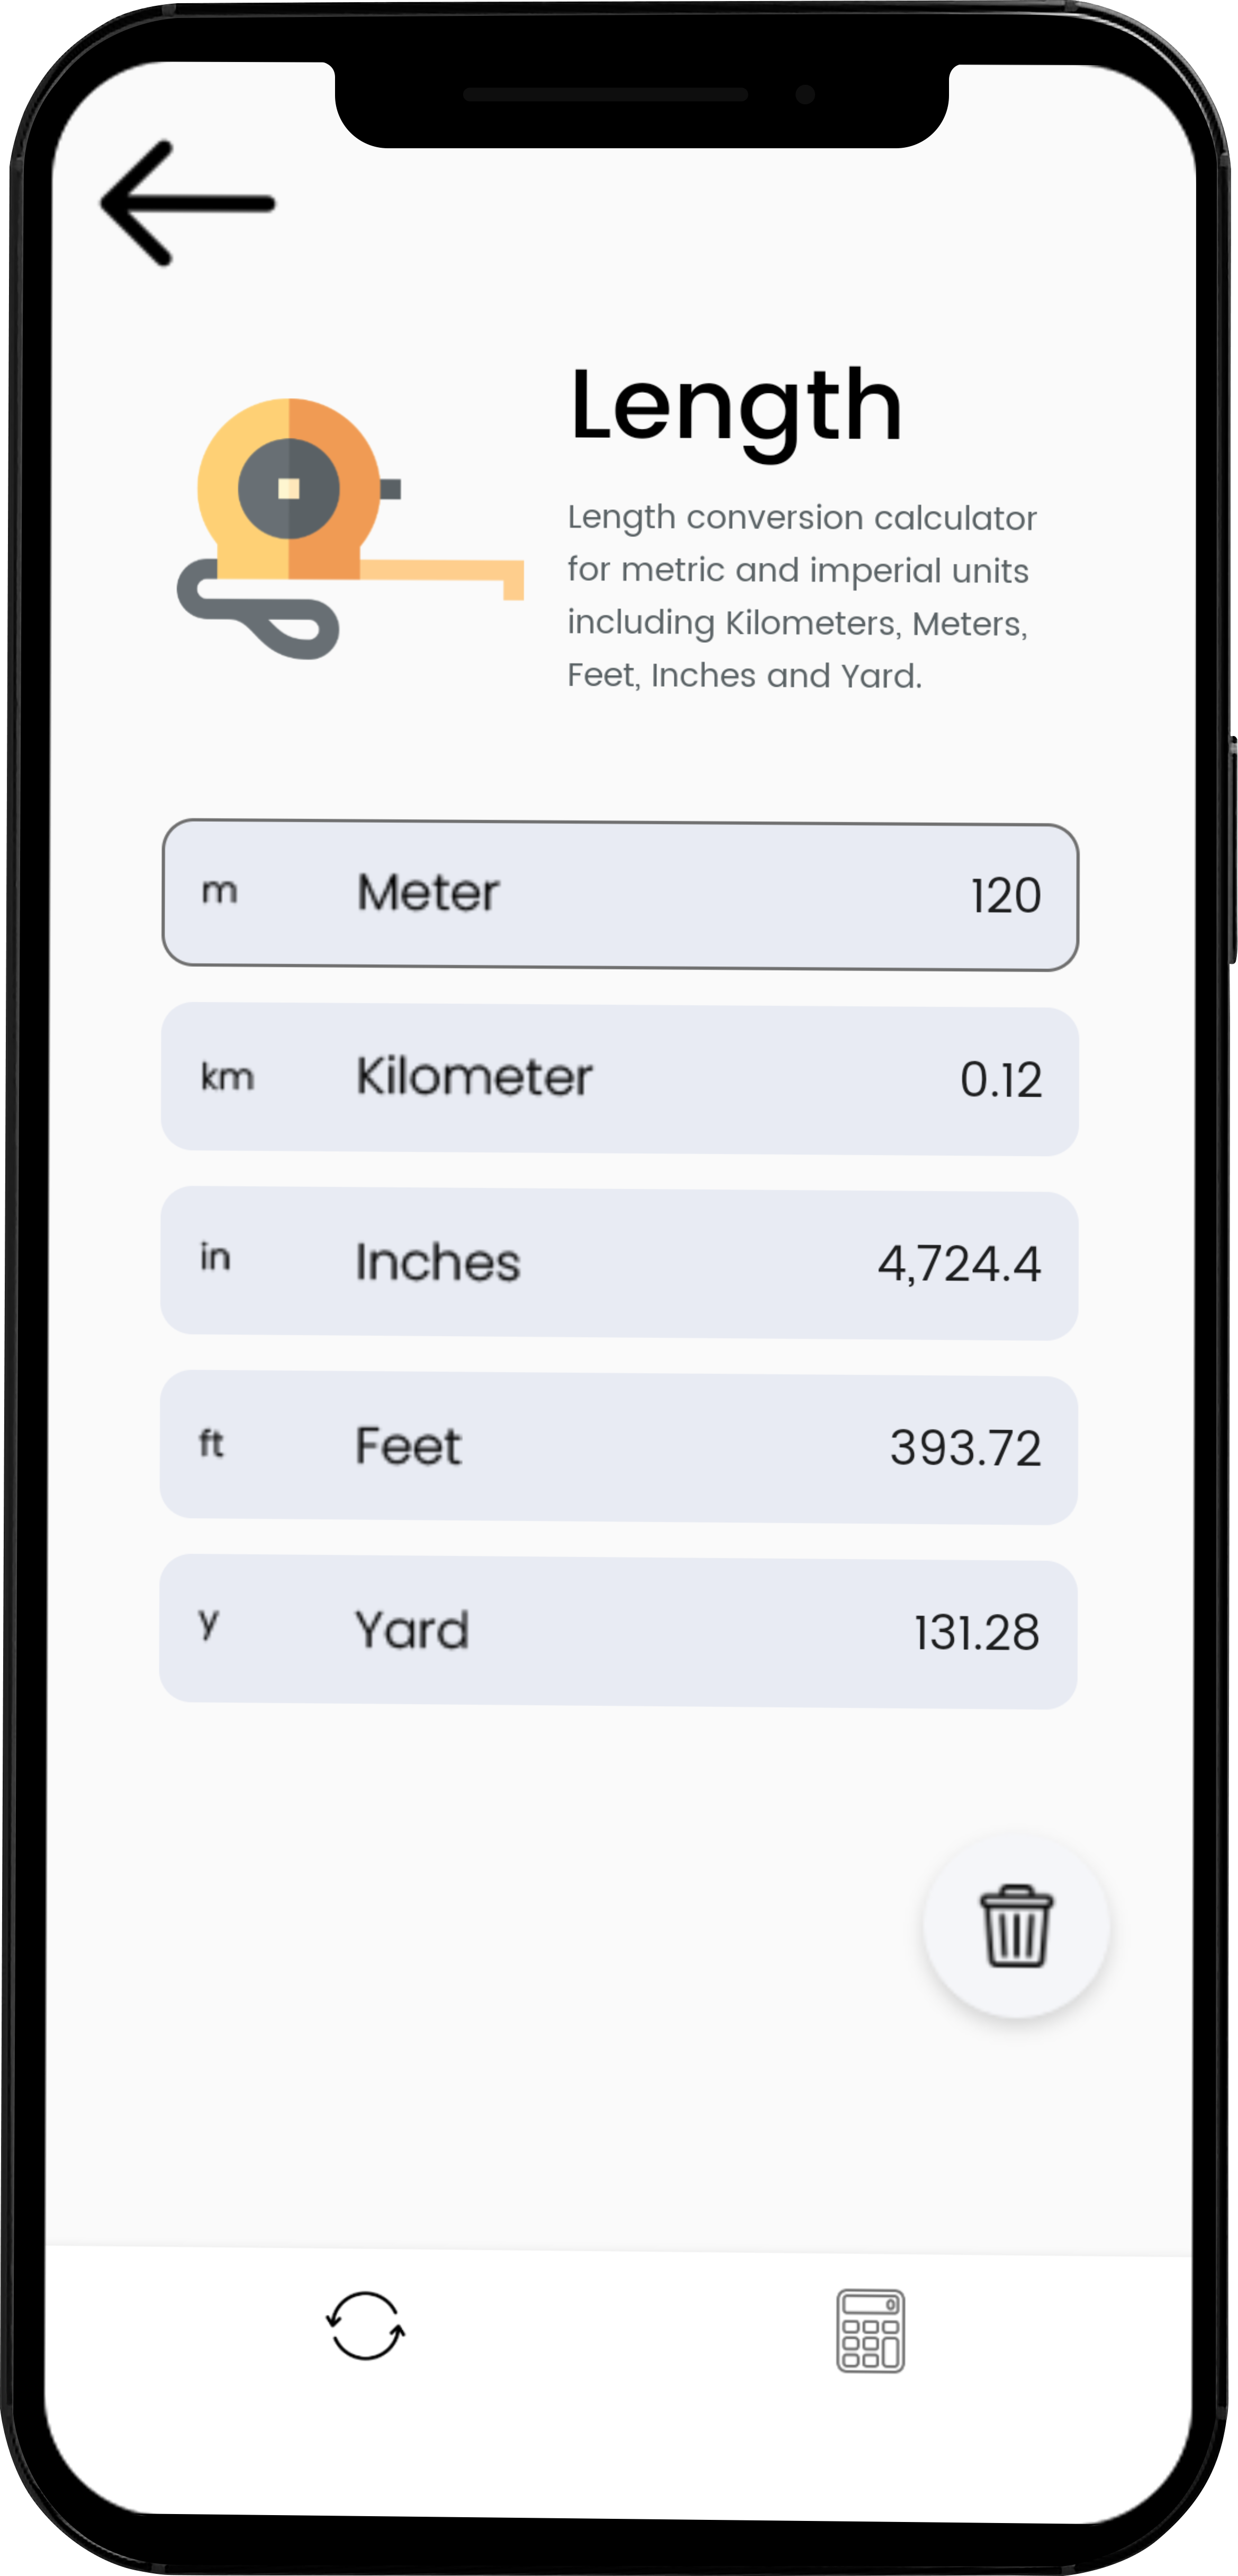 Length
Length conversion calculator
for metric and imperial units
including Kilometers, Meters,
Feet, Inches and Yard.
m Meter 120
km Kilometer 0.12
in Inches 4,724.4
ft Feet 393.72
y Yard 131.28
0